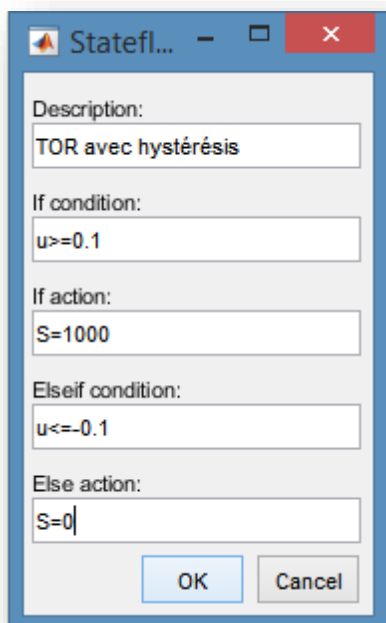 Statefl...
Description:
TOR avec hystérésis
If condition:
u>=0.1
If action:
S=1000
Elseif condition:
u<=-0.1
Else action:
S=0
OK Cancel